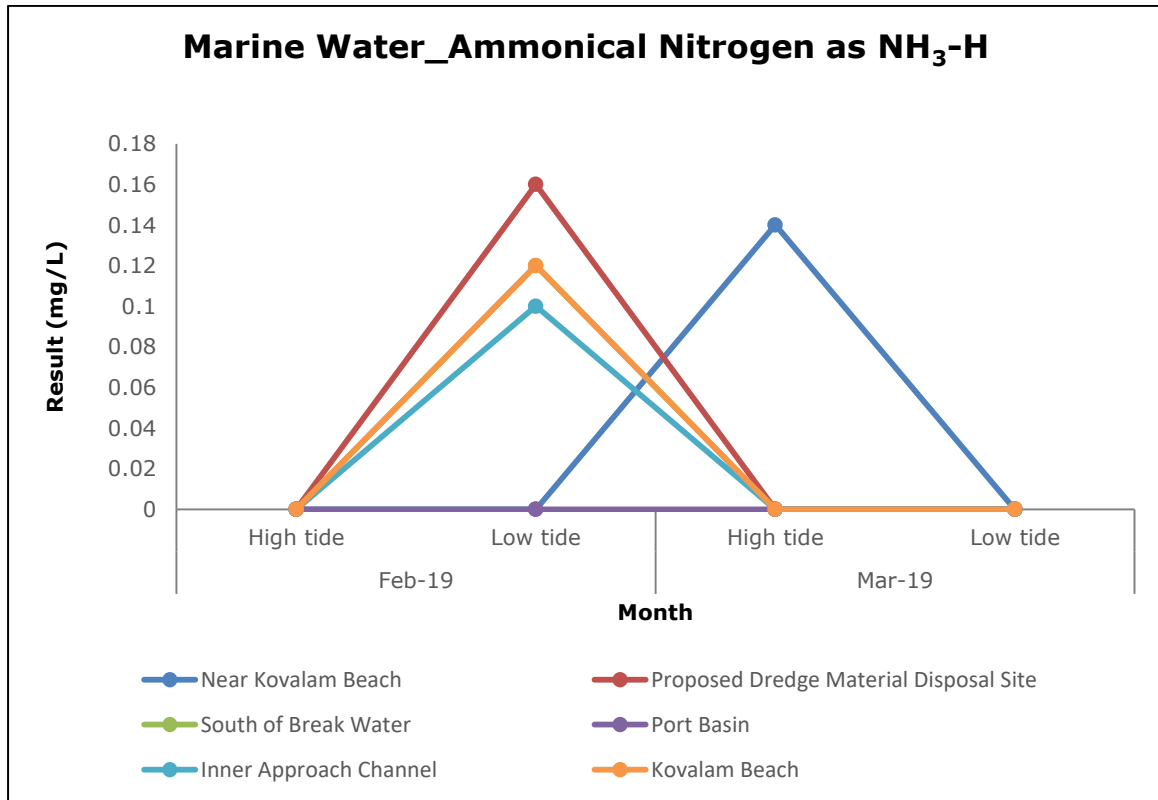 Marine Water_Ammonical Nitrogen as NH₃-H
0.18
0.16
0.14
0.12
0.1
0.08
0.06
0.04
0.02
0
Result (mg/L)
High tide Low tide High tide Low tide
Feb-19 Mar-19
Month
Near Kovalam Beach Proposed Dredge Material Disposal Site
South of Break Water Port Basin
Inner Approach Channel Kovalam Beach